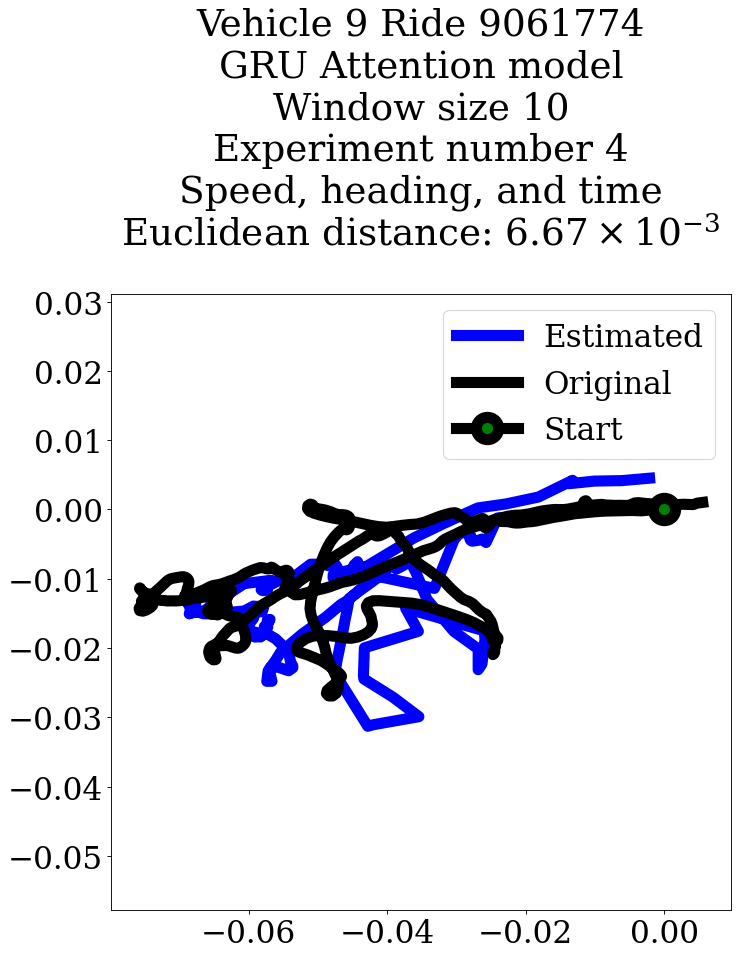 Vehicle 9 Ride 9061774
GRU Attention model
Window size 10
Experiment number 4
Speed, heading, and time
Euclidean distance: 6.67 × 10⁻³
0.03
Estimated
0.02
Original
0.01
Start
0.00
−0.01
−0.02
−0.03
−0.04
−0.05
−0.06 −0.04 −0.02 0.00